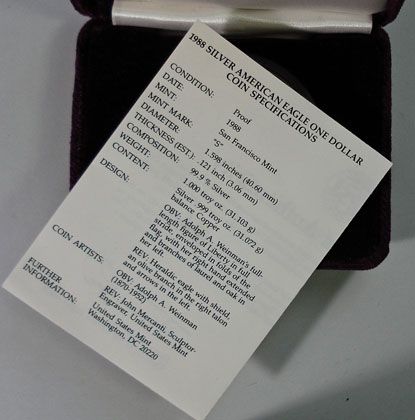 1988 SILVER AMERICAN EAGLE ONE DOLLAR
COIN SPECIFICATIONS
CONDITION: Proof
DATE: 1988
MINT: San Francisco Mint
MINT MARK: "S"
DIAMETER: 1.598 inches (40.60 mm)
THICKNESS (EST.): .121 inch (3.06 mm)
COMPOSITION: 99.9% Silver
WEIGHT: 1.000 troy oz. (31.103 g)
CONTENT: Silver .999 troy oz. (31.072 g)
balance Copper
DESIGN: OBV: Adolph A. Weinman's full-
length figure of Liberty in full
stride, enveloped in folds of the
flag, with her right hand extended
and branches of laurel and oak in
her left.
REV: Heraldic eagle with shield,
an olive branch in the right talon
and arrows in the left.
COIN ARTISTS: OBV: Adolph A. Weinman
(1870-1952)
REV: John Mercanti, Sculptor-
Engraver, United States Mint
FURTHER
INFORMATION: United States Mint
Washington, DC 20220